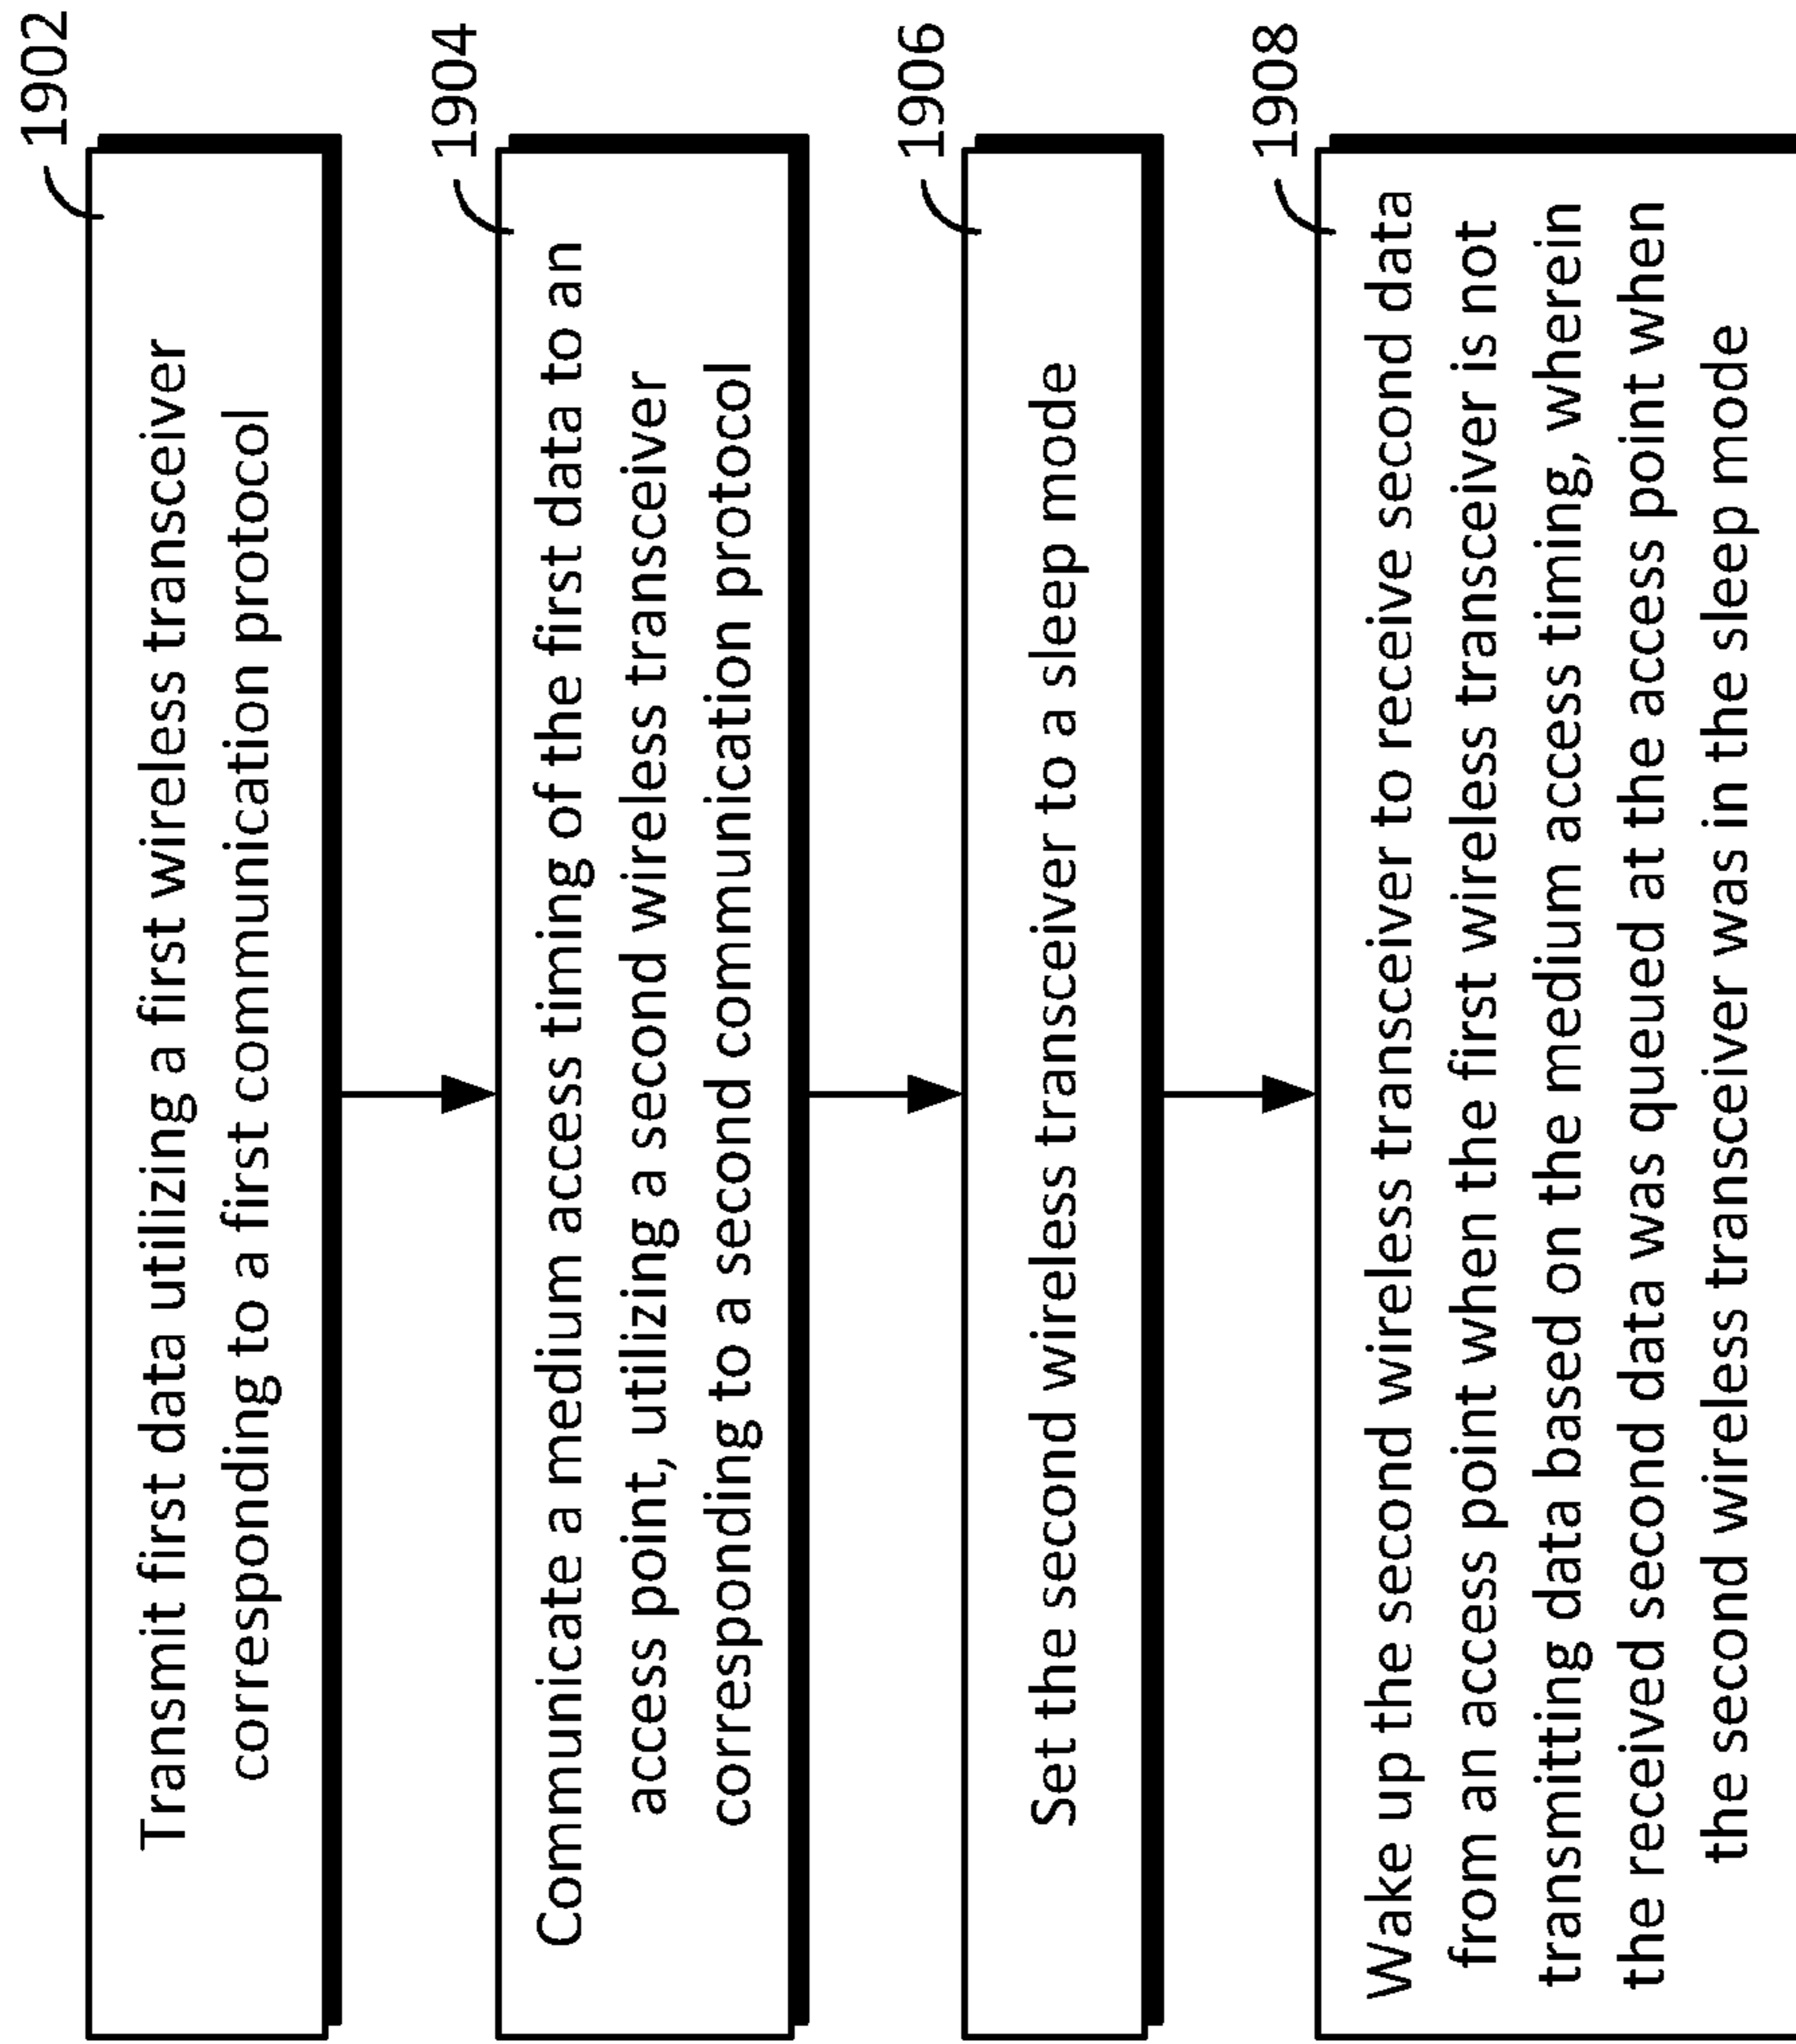 1902
Transmit first data utilizing a first wireless transceiver
corresponding to a first communication protocol
1904
Communicate a medium access timing of the first data to an
access point, utilizing a second wireless transceiver
corresponding to a second communication protocol
1906
Set the second wireless transceiver to a sleep mode
1908
Wake up the second wireless transceiver to receive second data
from an access point when the first wireless transceiver is not
transmitting data based on the medium access timing, wherein
the received second data was queued at the access point when
the second wireless transceiver was in the sleep mode